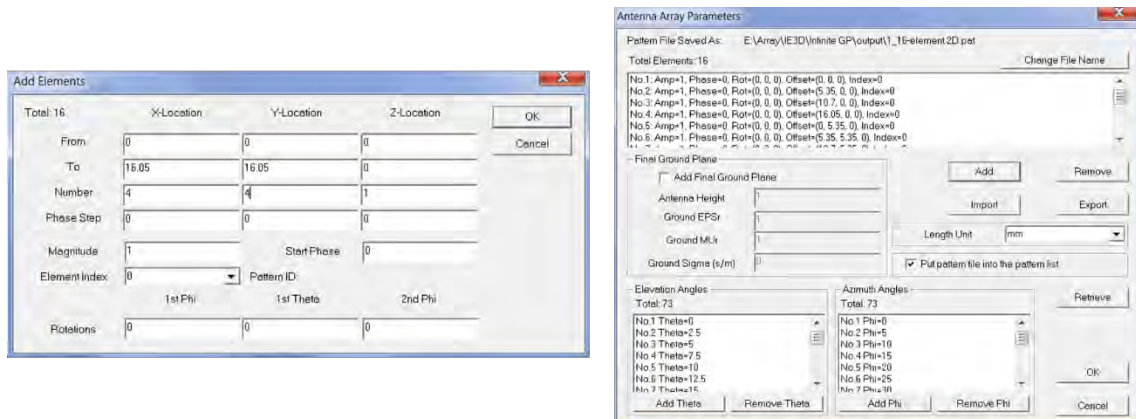 Add Elements
Total: 16 X-Location Y-Location Z-Location OK
From 0 0 0 Cancel
To 16.05 16.05 0
Number 4 4 1
Phase Step 0 0 0
Magnitude 1 Start Phase 0
Element Index 0 Pattern ID:
1st Phi 1st Theta 2nd Phi
Rotations 0 0 0
Antenna Array Parameters
Pattern File Saved As: E:\Array\IE3D\Infinite GP\output\1_16-element 2D.pat
Total Elements: 16 Change File Name
No.1: Amp=1, Phase=0, Rot=(0, 0, 0), Offset=(0, 0, 0), Index=0
No.2: Amp=1, Phase=0, Rot=(0, 0, 0), Offset=(5.35, 0, 0), Index=0
No.3: Amp=1, Phase=0, Rot=(0, 0, 0), Offset=(10.7, 0, 0), Index=0
No.4: Amp=1, Phase=0, Rot=(0, 0, 0), Offset=(16.05, 0, 0), Index=0
No.5: Amp=1, Phase=0, Rot=(0, 0, 0), Offset=(0, 5.35, 0), Index=0
No.6: Amp=1, Phase=0, Rot=(0, 0, 0), Offset=(5.35, 5.35, 0), Index=0
Final Ground Plane
Add Final Ground Plane Add Remove
Antenna Height 1
Import Export
Ground EPSr 1
Ground MUr 1 Length Unit mm
Ground Sigma (s/m) 0 Put pattern file into the pattern list
Elevation Angles Azimuth Angles
Total: 73 Total: 73 Retrieve
No.1 Theta=0 No.1 Phi=0
No.2 Theta=2.5 No.2 Phi=5
No.3 Theta=5 No.3 Phi=10
No.4 Theta=7.5 No.4 Phi=15
No.5 Theta=10 No.5 Phi=20
No.6 Theta=12.5 No.6 Phi=25
No.7 Theta=15 No.7 Phi=30
OK
Add Theta Remove Theta Add Phi Remove Phi Cancel